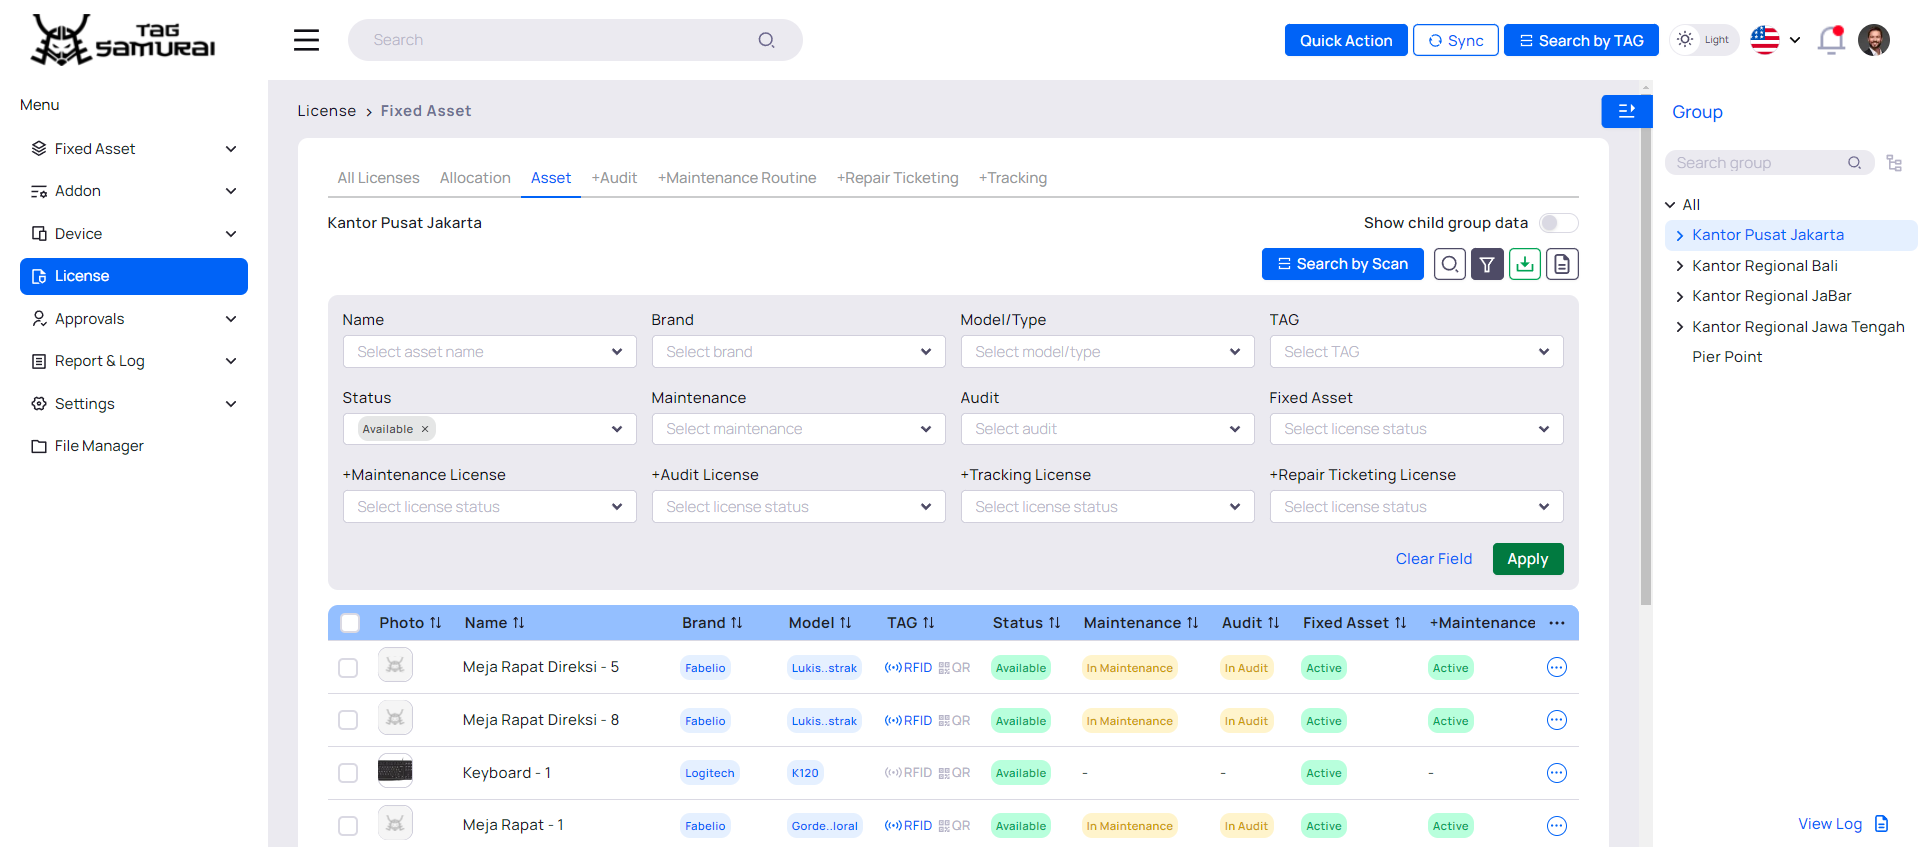 TAG SAMURAI
Search
Quick Action
Sync
Search by TAG
Light
Menu
Fixed Asset
Addon
Device
License
Approvals
Report & Log
Settings
File Manager
License > Fixed Asset
All Licenses Allocation Asset +Audit +Maintenance Routine +Repair Ticketing +Tracking
Kantor Pusat Jakarta
Show child group data
Search by Scan
Name Brand Model/Type TAG
Select asset name Select brand Select model/type Select TAG
Status Maintenance Audit Fixed Asset
Available × Select maintenance Select audit Select license status
+Maintenance License +Audit License +Tracking License +Repair Ticketing License
Select license status Select license status Select license status Select license status
Clear Field Apply
Photo Name Brand Model TAG Status Maintenance Audit Fixed Asset +Maintenance ...
Meja Rapat Direksi - 5 Fabelio Lukis..strak RFID QR Available In Maintenance In Audit Active Active
Meja Rapat Direksi - 8 Fabelio Lukis..strak RFID QR Available In Maintenance In Audit Active Active
Keyboard - 1 Logitech K120 RFID QR Available - - Active -
Meja Rapat - 1 Fabelio Gorde..loral RFID QR Available In Maintenance In Audit Active Active
Group
Search group
All
Kantor Pusat Jakarta
Kantor Regional Bali
Kantor Regional JaBar
Kantor Regional Jawa Tengah
Pier Point
View Log